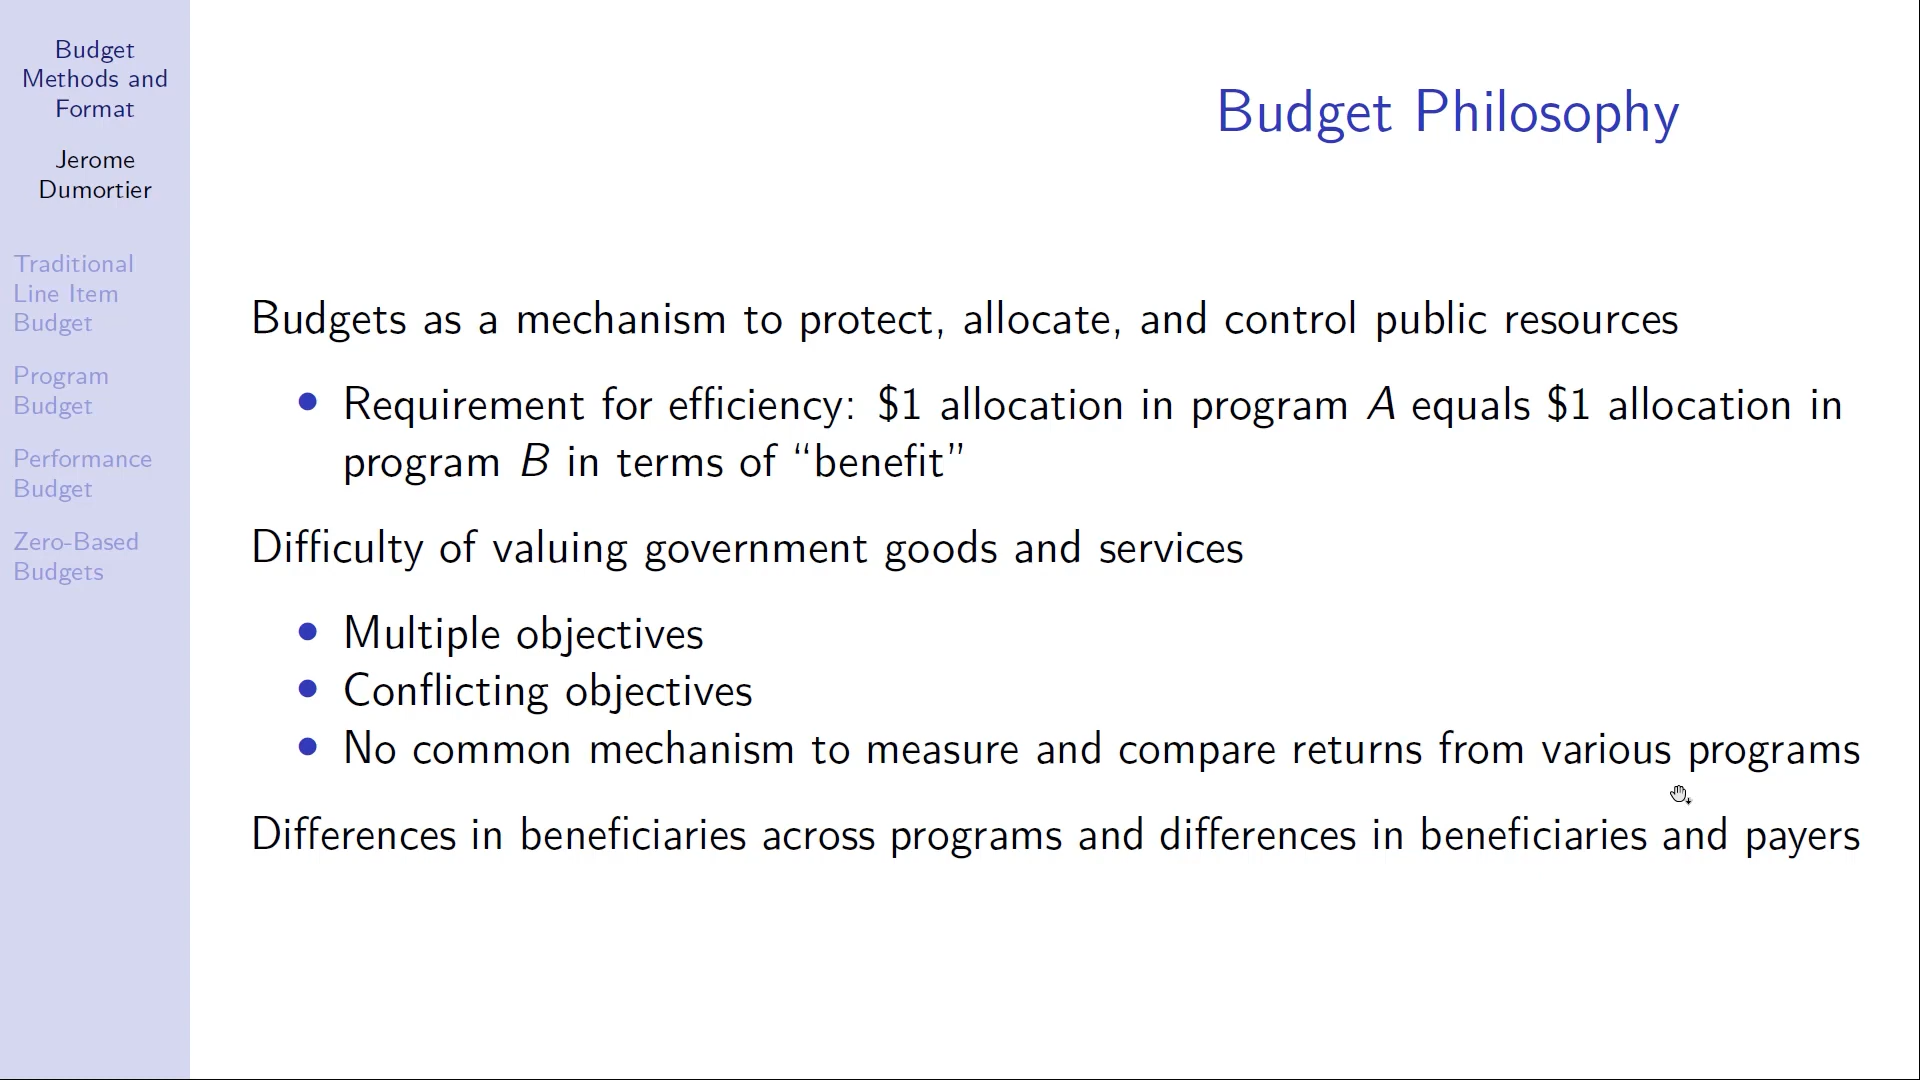 Budget
Methods and
Format
Jerome
Dumortier
Traditional
Line Item
Budget
Program
Budget
Performance
Budget
Zero-Based
Budgets
Budget Philosophy
Budgets as a mechanism to protect, allocate, and control public resources
• Requirement for efficiency: $1 allocation in program A equals $1 allocation in
program B in terms of “benefit”
Difficulty of valuing government goods and services
• Multiple objectives
• Conflicting objectives
• No common mechanism to measure and compare returns from various programs
Differences in beneficiaries across programs and differences in beneficiaries and payers